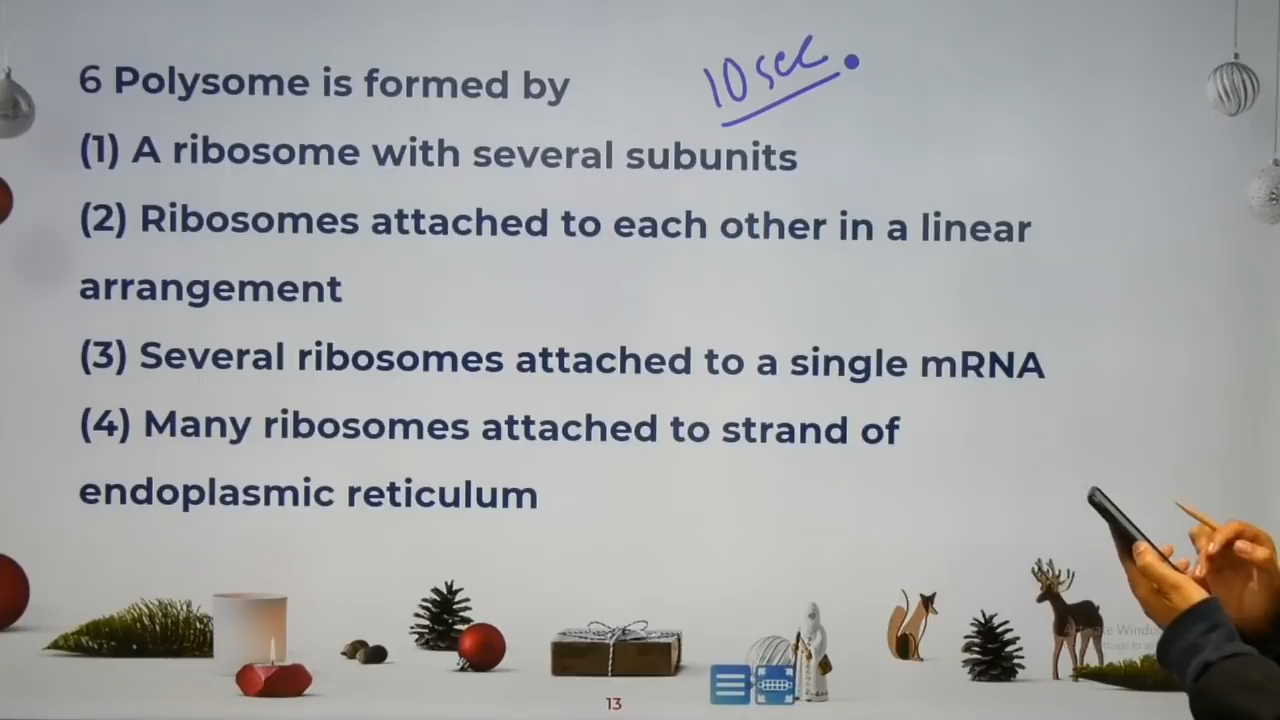 6 Polysome is formed by
10 sec.
(1) A ribosome with several subunits
(2) Ribosomes attached to each other in a linear
arrangement
(3) Several ribosomes attached to a single mRNA
(4) Many ribosomes attached to strand of
endoplasmic reticulum
13